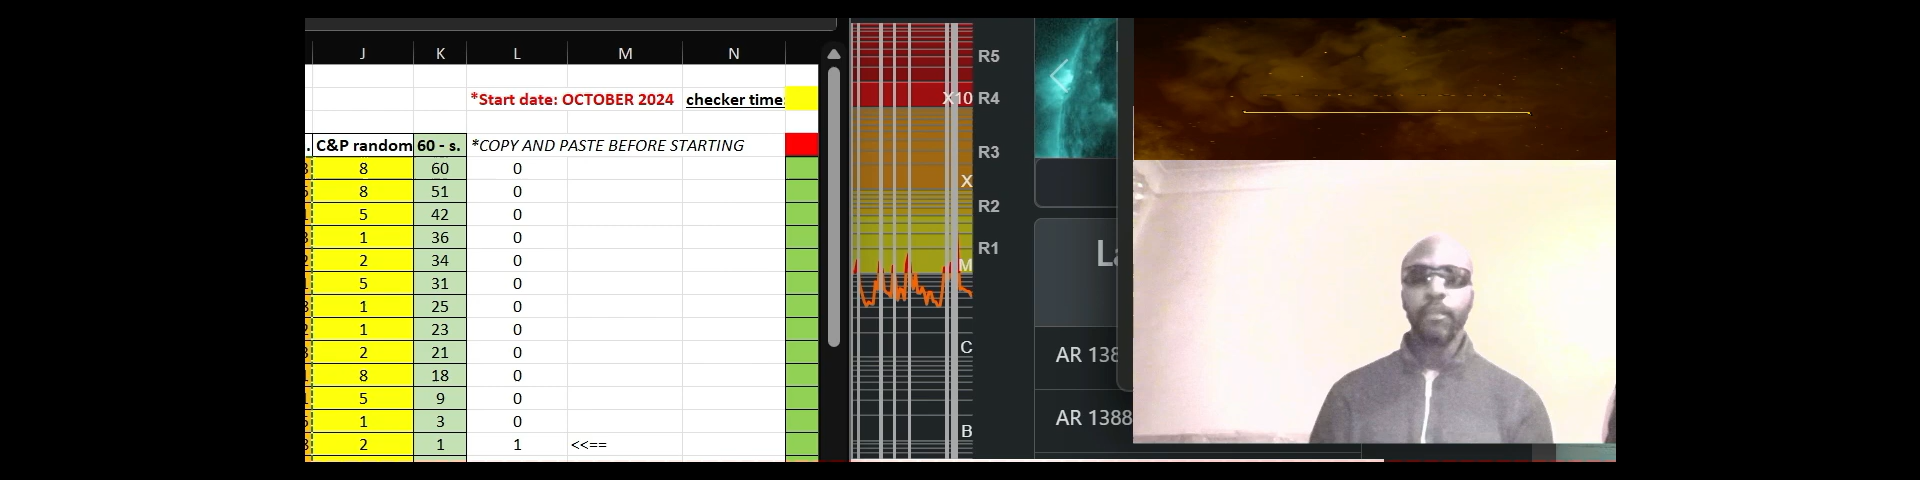 J K L M N
*Start date: OCTOBER 2024 checker time:
C&P random 60 - s. *COPY AND PASTE BEFORE STARTING
8 60 0
8 51 0
5 42 0
1 36 0
2 34 0
5 31 0
1 25 0
1 23 0
2 21 0
8 18 0
5 9 0
1 3 0
2 1 1 <<==
R5
X10 R4
R3
X
R2
R1
M
C
B
La
AR 138
AR 1388